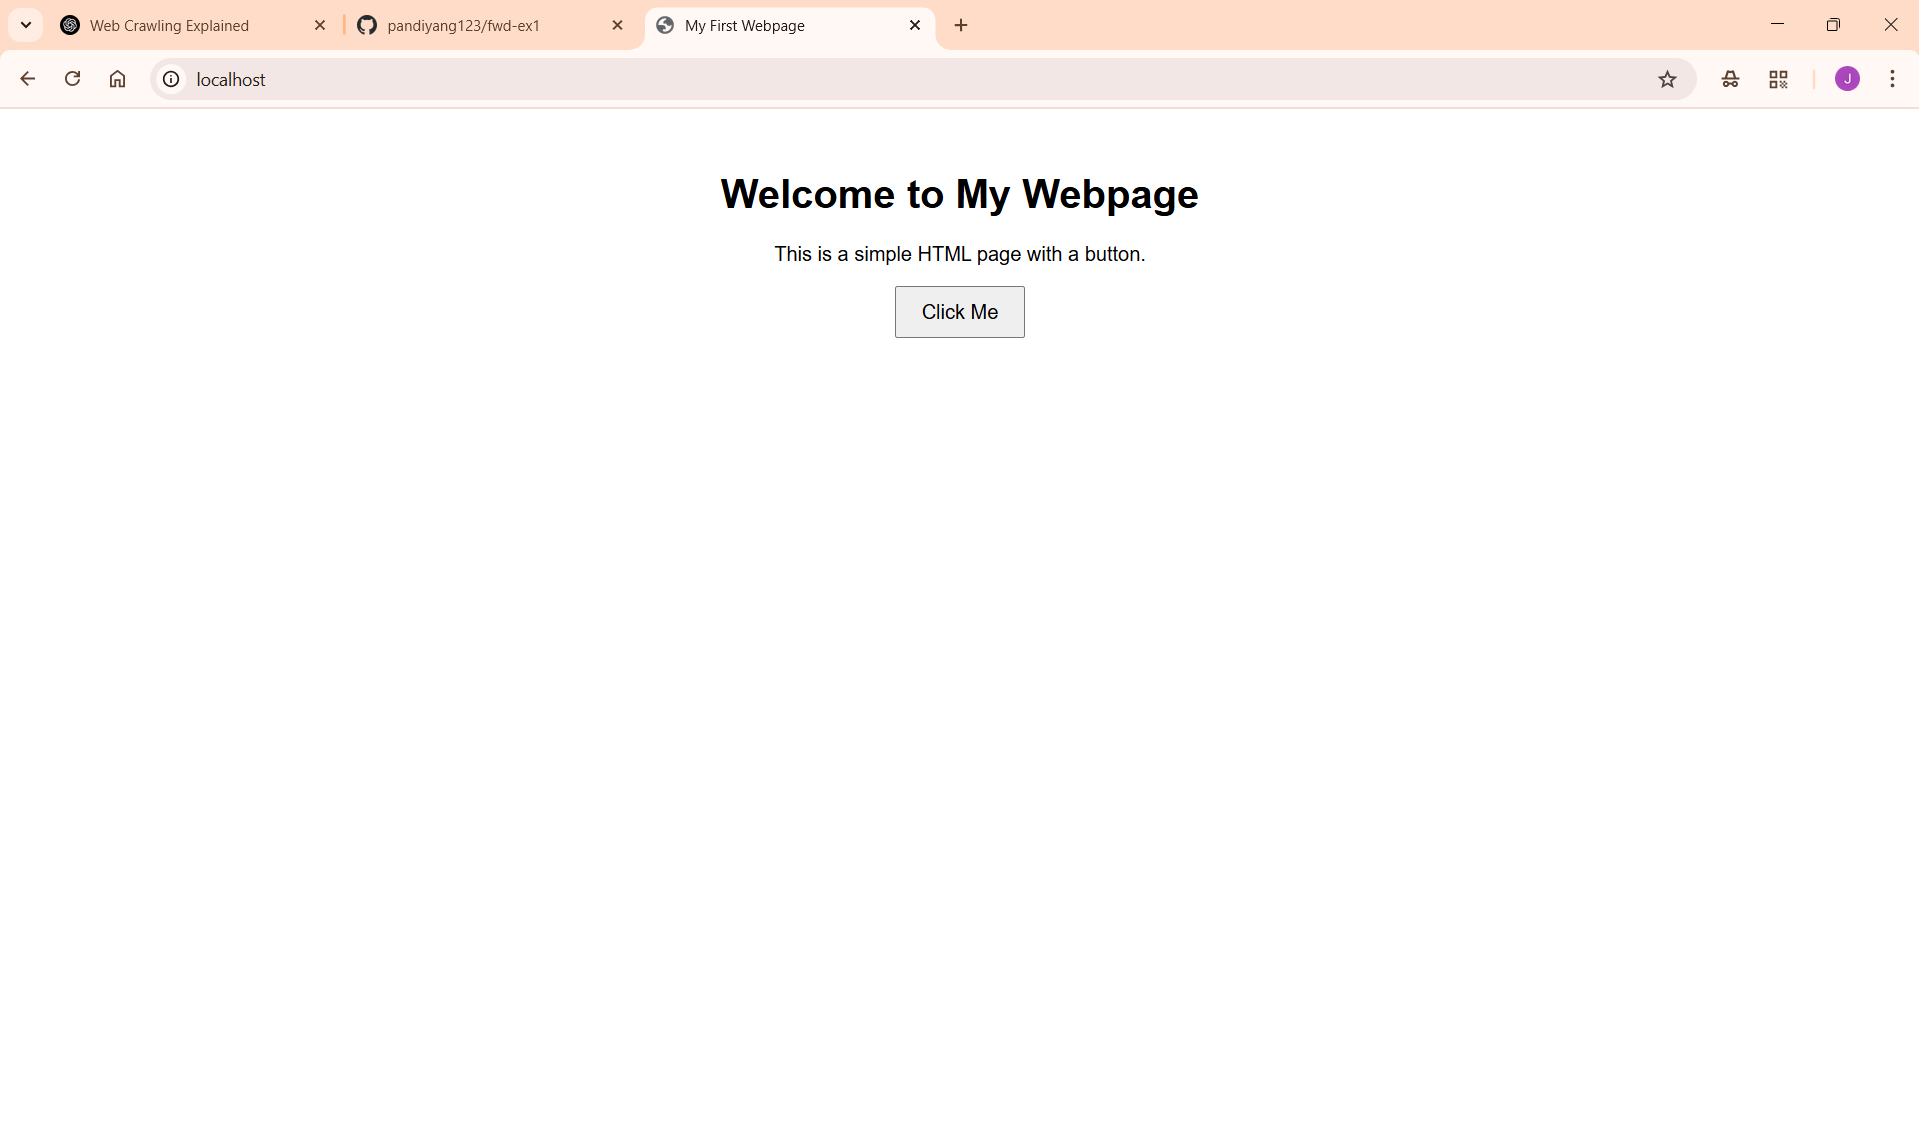 Web Crawling Explained
pandiyang123/fwd-ex1
My First Webpage
localhost
J
Welcome to My Webpage
This is a simple HTML page with a button.
Click Me